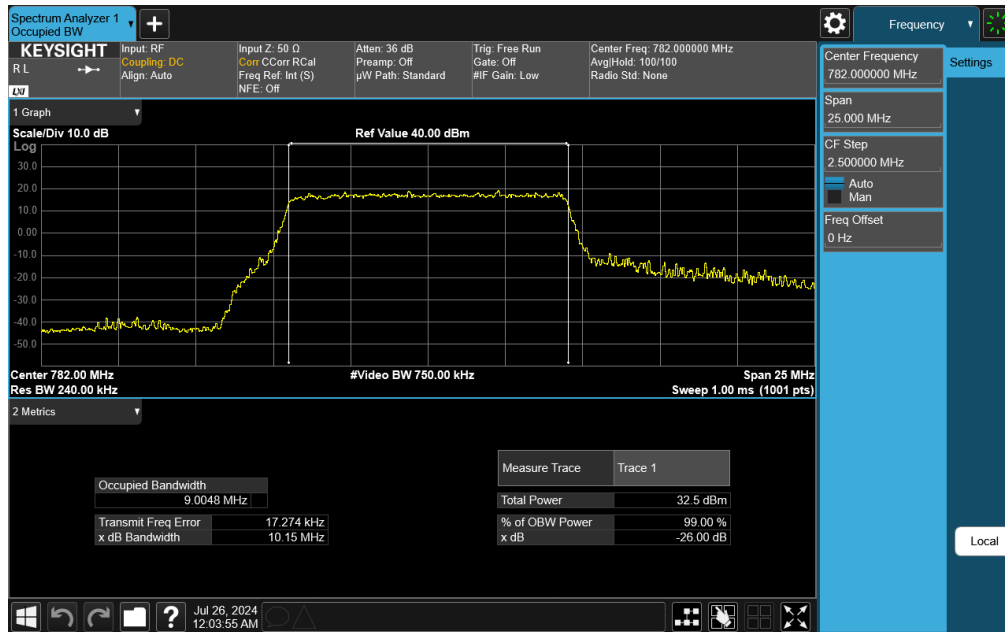 Spectrum Analyzer 1
Occupied BW
+
Frequency
KEYSIGHT
R L
LXI
Input: RF
Coupling: DC
Align: Auto
Input Z: 50 Ω
Corr CCorr RCal
Freq Ref: Int (S)
NFE: Off
Atten: 36 dB
Preamp: Off
µW Path: Standard
Trig: Free Run
Gate: Off
#IF Gain: Low
Center Freq: 782.000000 MHz
Avg|Hold: 100/100
Radio Std: None
Center Frequency
782.000000 MHz
Settings
Span
25.000 MHz
CF Step
2.500000 MHz
Auto
Man
Freq Offset
0 Hz
Local
1 Graph
Scale/Div 10.0 dB
Ref Value 40.00 dBm
Log
30.0
20.0
10.0
0.00
-10.0
-20.0
-30.0
-40.0
-50.0
Center 782.00 MHz
#Video BW 750.00 kHz
Span 25 MHz
Res BW 240.00 kHz
Sweep 1.00 ms (1001 pts)
2 Metrics
Measure Trace Trace 1
Occupied Bandwidth
9.0048 MHz
Total Power 32.5 dBm
Transmit Freq Error 17.274 kHz
% of OBW Power 99.00 %
x dB Bandwidth 10.15 MHz
x dB -26.00 dB
?
Jul 26, 2024
12:03:55 AM